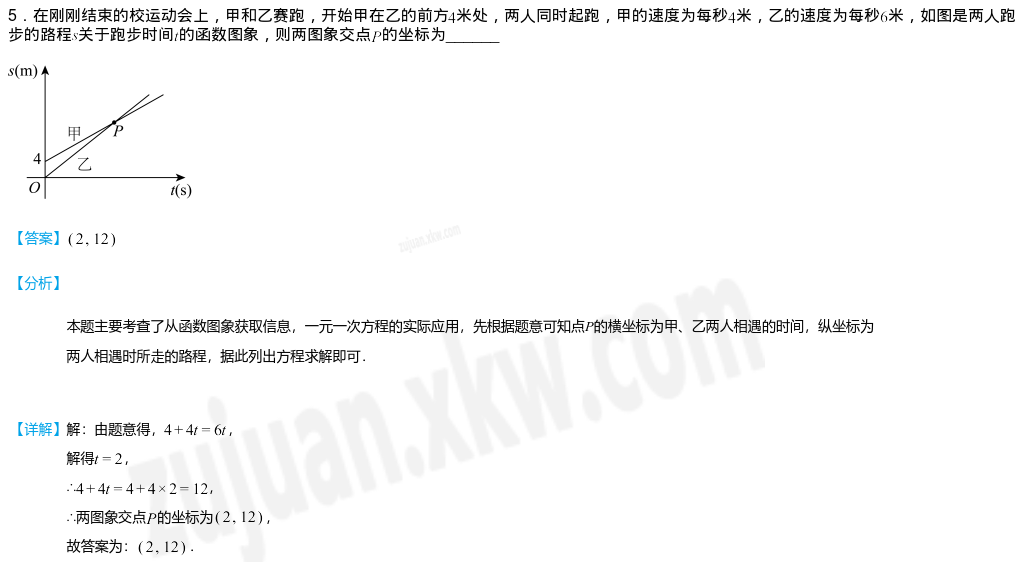 5．在刚刚结束的校运动会上，甲和乙赛跑，开始甲在乙的前方4米处，两人同时起跑，甲的速度为每秒4米，乙的速度为每秒6米，如图是两人跑
步的路程s关于跑步时间t的函数图象，则两图象交点P的坐标为_______
s(m)
甲
P
4
乙
O
t(s)
【答案】(2, 12)
zujuan.xkw.com
【分析】
本题主要考查了从函数图象获取信息，一元一次方程的实际应用，先根据题意可知点P的横坐标为甲、乙两人相遇的时间，纵坐标为
两人相遇时所走的路程，据此列出方程求解即可．
zujuan.xkw.com
【详解】解：由题意得，4 + 4t = 6t，
解得t = 2，
∴4 + 4t = 4 + 4 × 2 = 12，
∴两图象交点P的坐标为(2, 12)，
故答案为：(2, 12)．